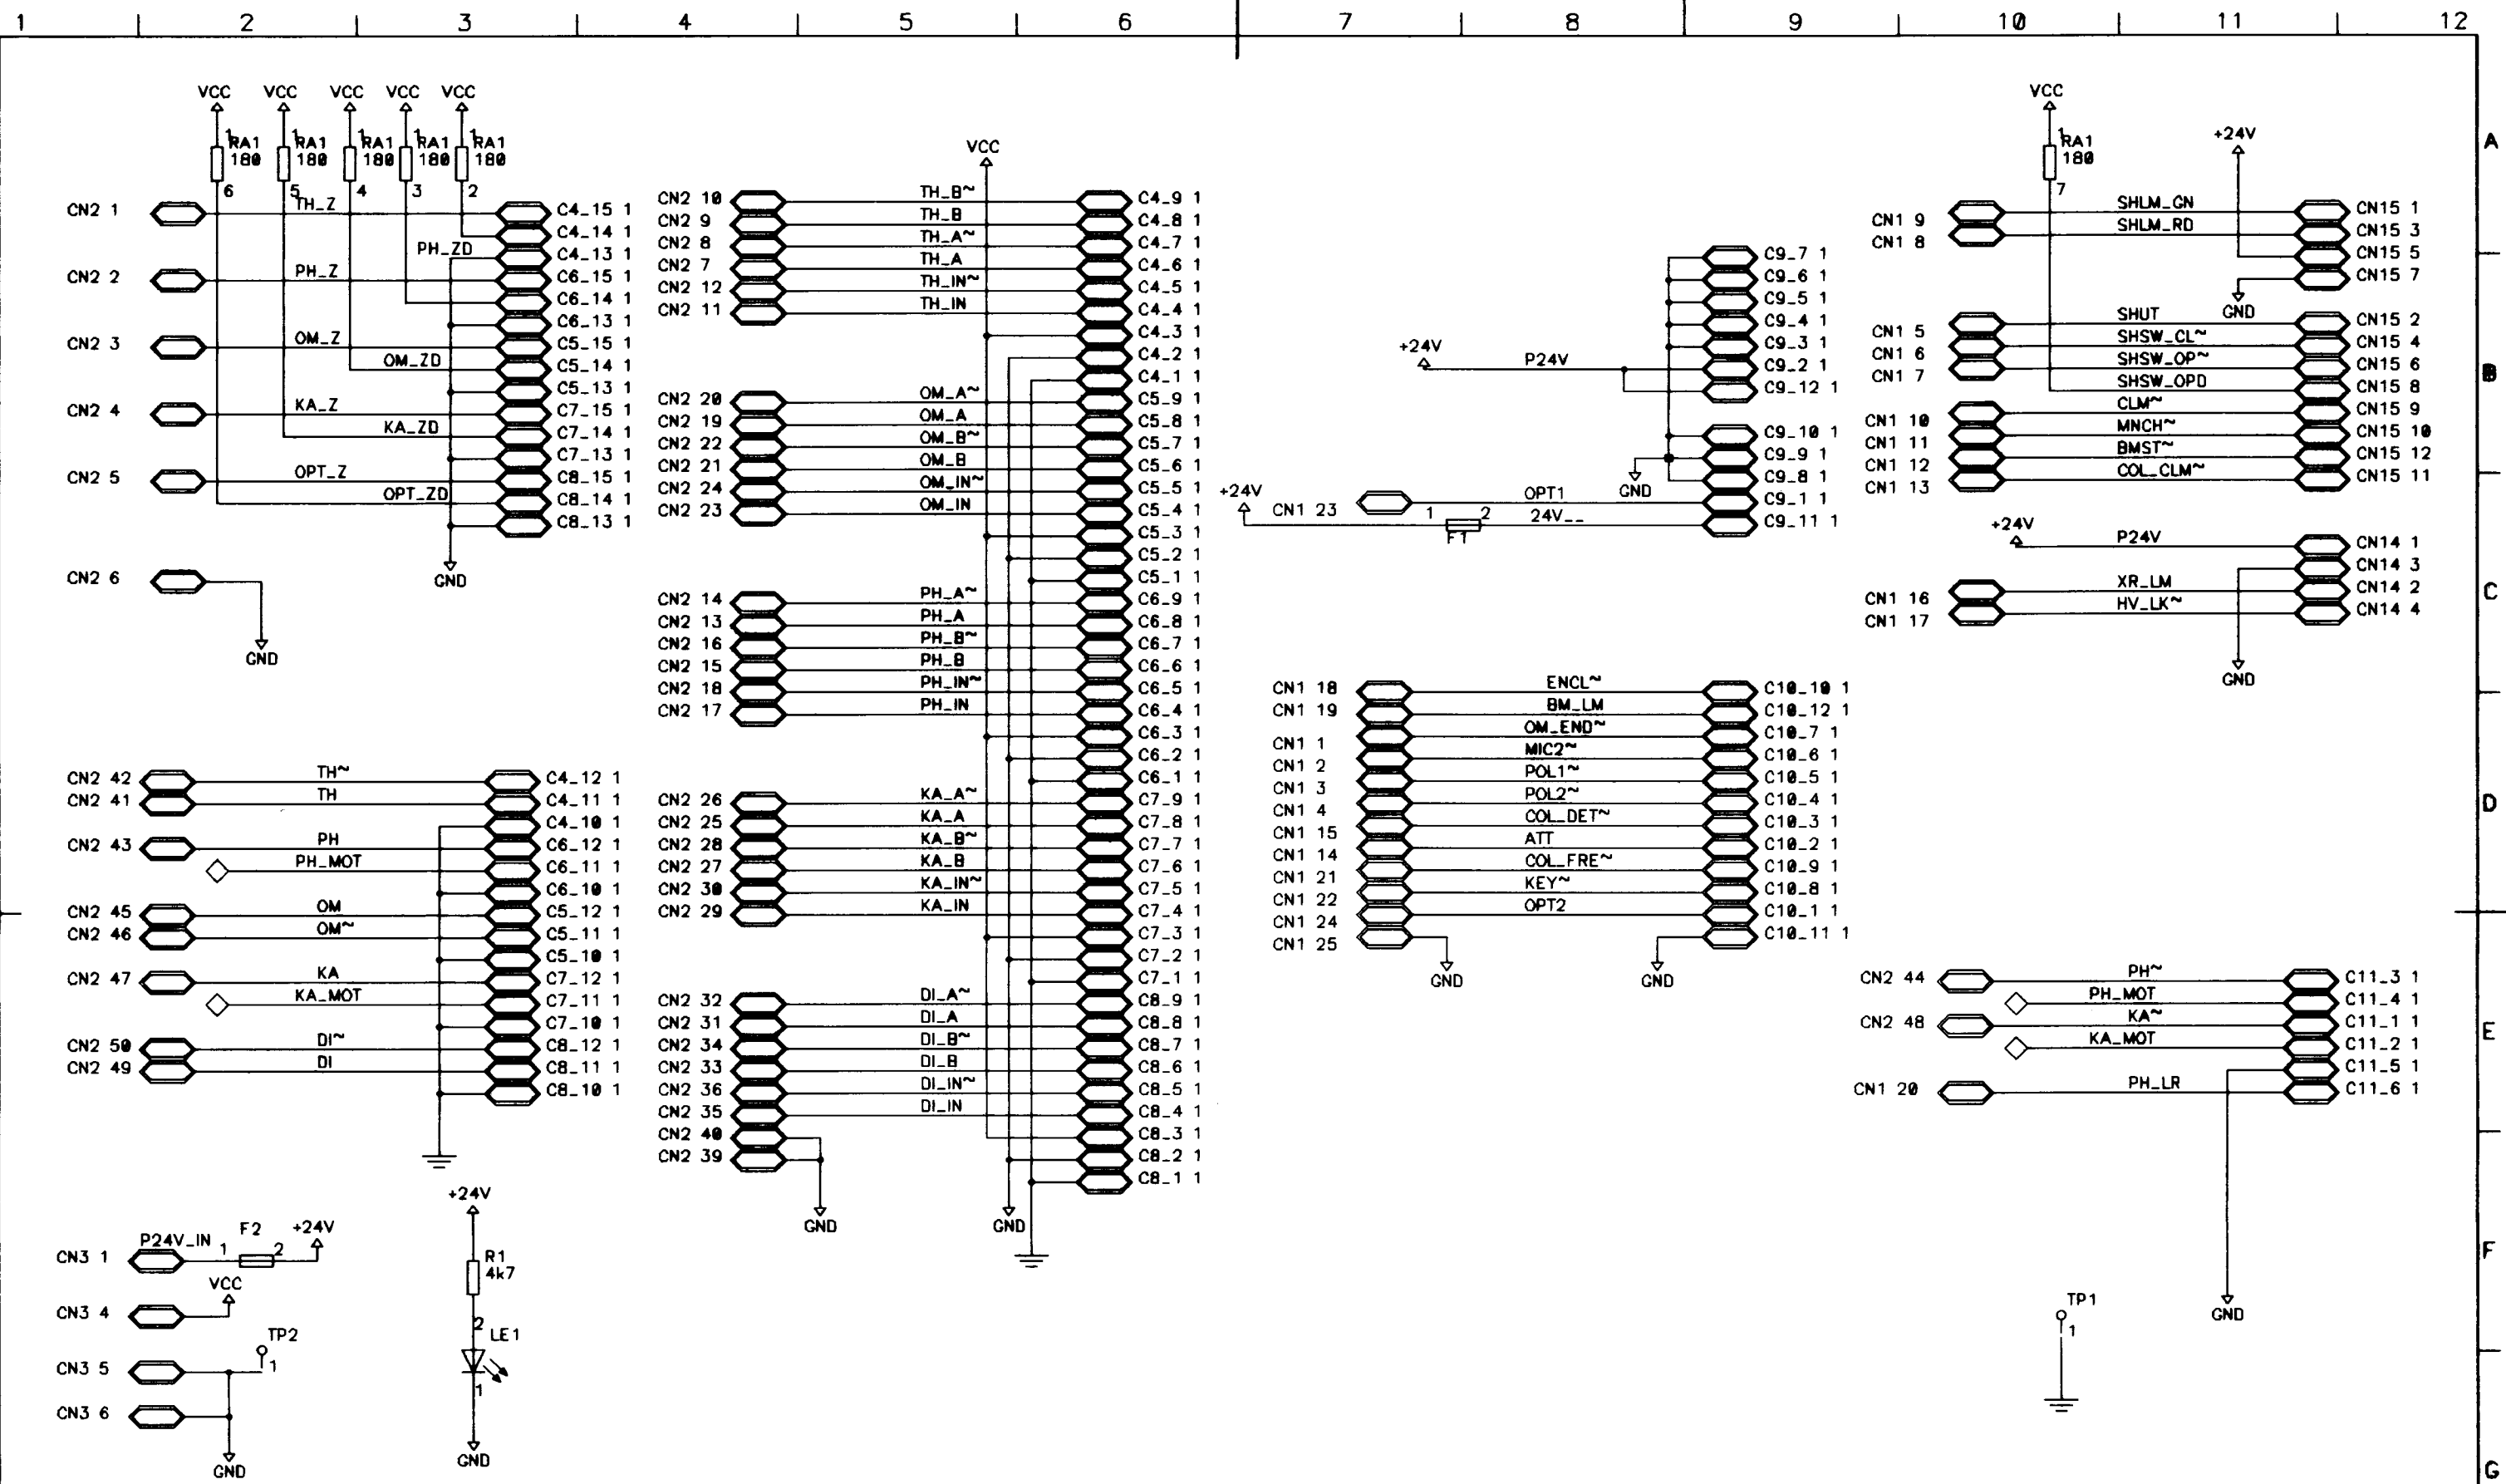 1 2 3 4 5 6 7 8 9 10 11 12
A
B
C
D
E
F
G
VCC VCC VCC VCC VCC
1 RA1 180 6
1 RA1 180 5
1 RA1 180 4
1 RA1 180 3
1 RA1 180 2
CN2 1 TH_Z C4_15 1
C4_14 1
PH_ZD C4_13 1
CN2 2 PH_Z C6_15 1
C6_14 1
C6_13 1
CN2 3 OM_Z C5_15 1
OM_ZD C5_14 1
C5_13 1
CN2 4 KA_Z C7_15 1
KA_ZD C7_14 1
C7_13 1
CN2 5 OPT_Z C8_15 1
OPT_ZD C8_14 1
C8_13 1
GND
CN2 6
GND
CN2 42 TH~ C4_12 1
CN2 41 TH C4_11 1
C4_10 1
CN2 43 PH C6_12 1
PH_MOT C6_11 1
C6_10 1
CN2 45 OM C5_12 1
CN2 46 OM~ C5_11 1
C5_10 1
CN2 47 KA C7_12 1
KA_MOT C7_11 1
C7_10 1
CN2 50 DI~ C8_12 1
CN2 49 DI C8_11 1
C8_10 1
CN3 1 P24V_IN 1 F2 2 +24V
VCC
CN3 4
TP2
1
CN3 5
CN3 6
GND
+24V
R1
4k7
2 LE1
1
GND
VCC
CN2 10 TH_B~ C4_9 1
CN2 9 TH_B C4_8 1
CN2 8 TH_A~ C4_7 1
CN2 7 TH_A C4_6 1
CN2 12 TH_IN~ C4_5 1
CN2 11 TH_IN C4_4 1
C4_3 1
C4_2 1
C4_1 1
CN2 20 OM_A~ C5_9 1
CN2 19 OM_A C5_8 1
CN2 22 OM_B~ C5_7 1
CN2 21 OM_B C5_6 1
CN2 24 OM_IN~ C5_5 1
CN2 23 OM_IN C5_4 1
C5_3 1
C5_2 1
C5_1 1
CN2 14 PH_A~ C6_9 1
CN2 13 PH_A C6_8 1
CN2 16 PH_B~ C6_7 1
CN2 15 PH_B C6_6 1
CN2 18 PH_IN~ C6_5 1
CN2 17 PH_IN C6_4 1
C6_3 1
C6_2 1
C6_1 1
CN2 26 KA_A~ C7_9 1
CN2 25 KA_A C7_8 1
CN2 28 KA_B~ C7_7 1
CN2 27 KA_B C7_6 1
CN2 30 KA_IN~ C7_5 1
CN2 29 KA_IN C7_4 1
C7_3 1
C7_2 1
C7_1 1
CN2 32 DI_A~ C8_9 1
CN2 31 DI_A C8_8 1
CN2 34 DI_B~ C8_7 1
CN2 33 DI_B C8_6 1
CN2 36 DI_IN~ C8_5 1
CN2 35 DI_IN C8_4 1
CN2 40 C8_3 1
CN2 39 C8_2 1
C8_1 1
GND GND
C9_7 1
C9_6 1
C9_5 1
C9_4 1
C9_3 1
+24V P24V C9_2 1
C9_12 1
C9_10 1
C9_9 1
GND C9_8 1
CN1 23 OPT1 C9_1 1
+24V 1 F1 2 24V__ C9_11 1
CN1 18 ENCL~ C10_10 1
CN1 19 BM_LM C10_12 1
CN1 1 OM_END~ C10_7 1
CN1 2 MIC2~ C10_6 1
CN1 3 POL1~ C10_5 1
CN1 4 POL2~ C10_4 1
CN1 15 COL_DET~ C10_3 1
CN1 14 ATT C10_2 1
CN1 21 COL_FRE~ C10_9 1
CN1 22 KEY~ C10_8 1
CN1 24 OPT2 C10_1 1
CN1 25 C10_11 1
GND GND
VCC
1 RA1 180 7
+24V
CN1 9 SHLM_GN CN15 1
CN1 8 SHLM_RD CN15 3
CN15 5
CN15 7
GND
CN1 5 SHUT CN15 2
CN1 6 SHSW_CL~ CN15 4
CN1 7 SHSW_OP~ CN15 6
SHSW_OPD CN15 8
CN1 10 CLM~ CN15 9
CN1 11 MNCH~ CN15 10
CN1 12 BMST~ CN15 12
CN1 13 COL_CLM~ CN15 11
+24V P24V CN14 1
CN14 3
CN1 16 XR_LM CN14 2
CN1 17 HV_LK~ CN14 4
GND
CN2 44 PH~ C11_3 1
PH_MOT C11_4 1
CN2 48 KA~ C11_1 1
KA_MOT C11_2 1
C11_5 1
CN1 20 PH_LR C11_6 1
GND
TP1
1